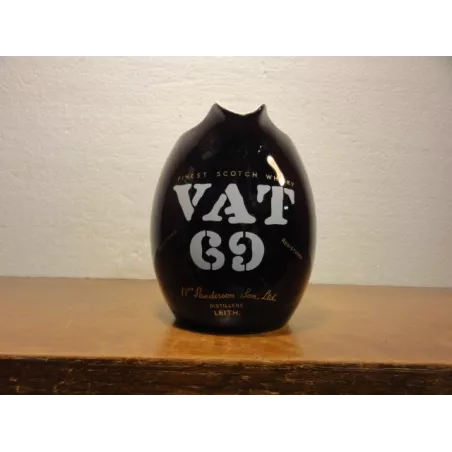 FINEST SCOTCH WHISKY
VAT
69
Wm Sanderson & Son, Ltd.
DISTILLERS
LEITH.